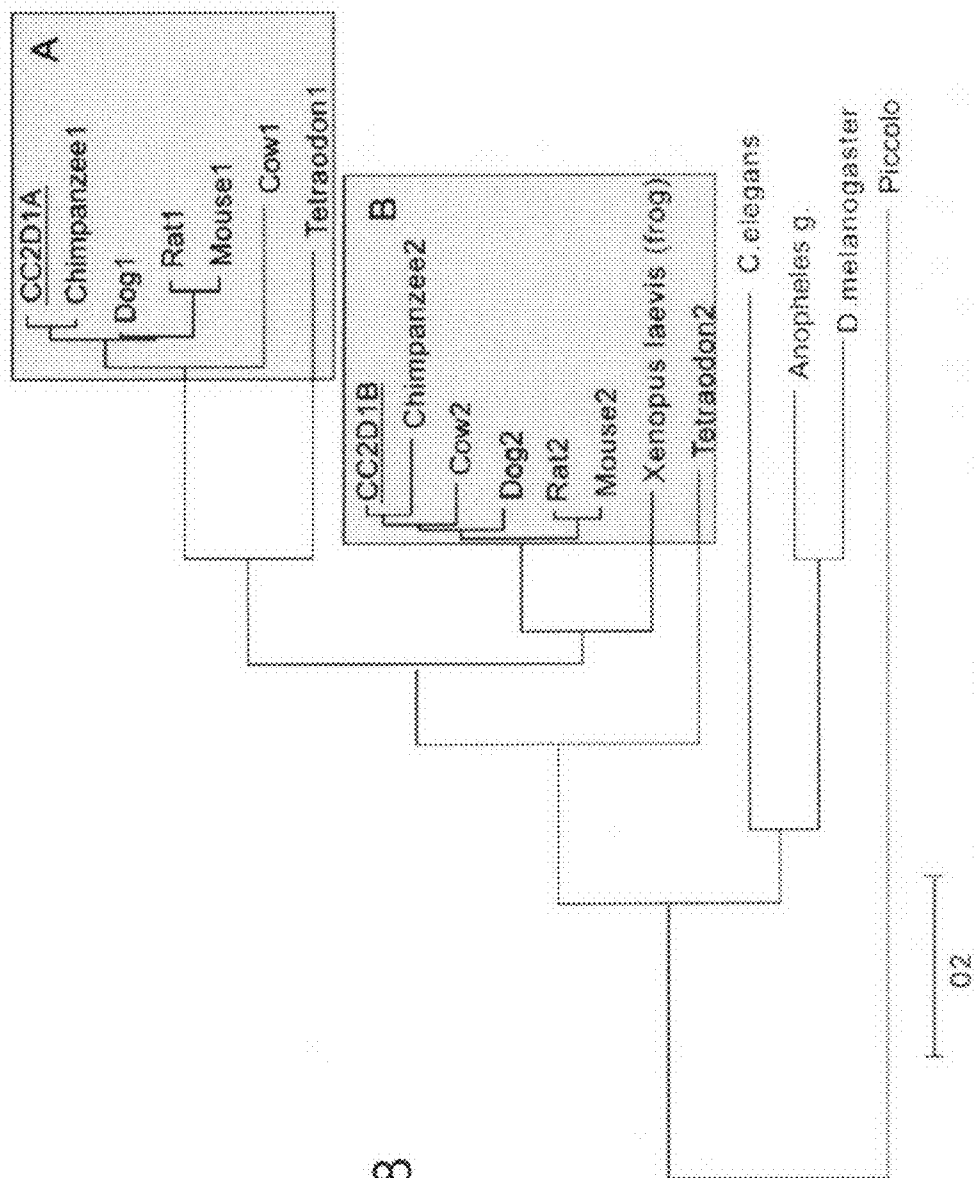 A
CC2D1A
Chimpanzee1
Dog1
Rat1
Mouse1
Cow1
Tetraodon1
B
CC2D1B
Chimpanzee2
Cow2
Dog2
Rat2
Mouse2
Xenopus laevis (frog)
Tetraodon2
C.elegans
Anopheles g.
D melanogaster
Piccolo
02
8